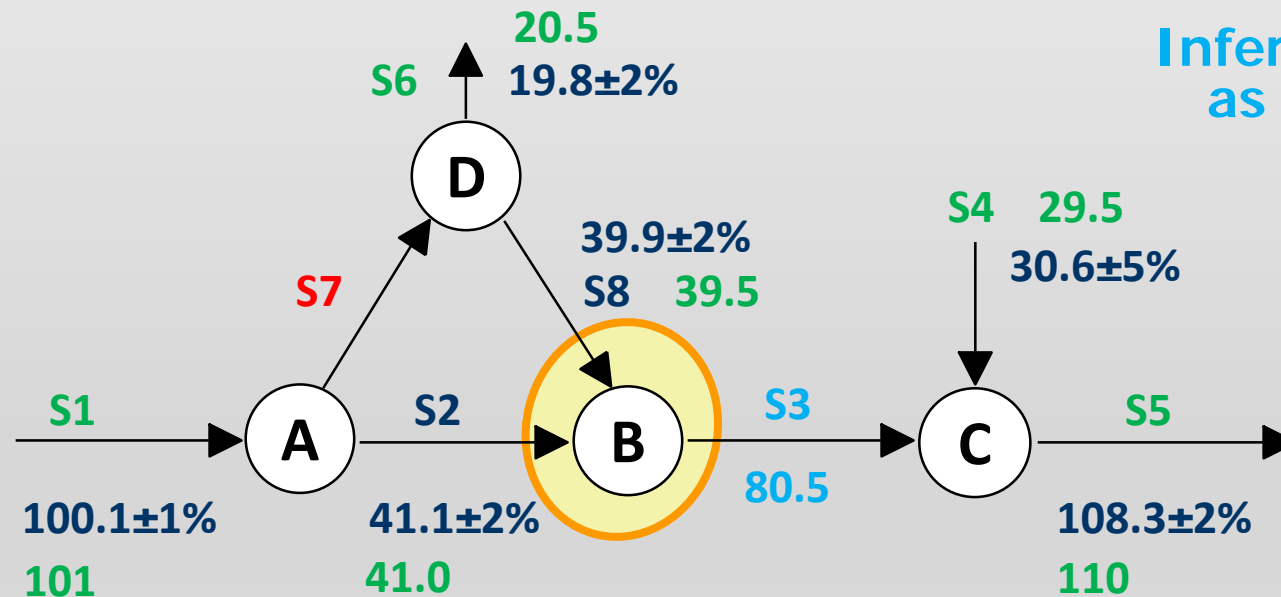 20.5
Infer
as
S6
19.8±2%
D
S4 29.5
39.9±2%
30.6±5%
S7
S8 39.5
S1
S2
S3
S5
A
B
C
80.5
100.1±1%
41.1±2%
108.3±2%
101
41.0
110